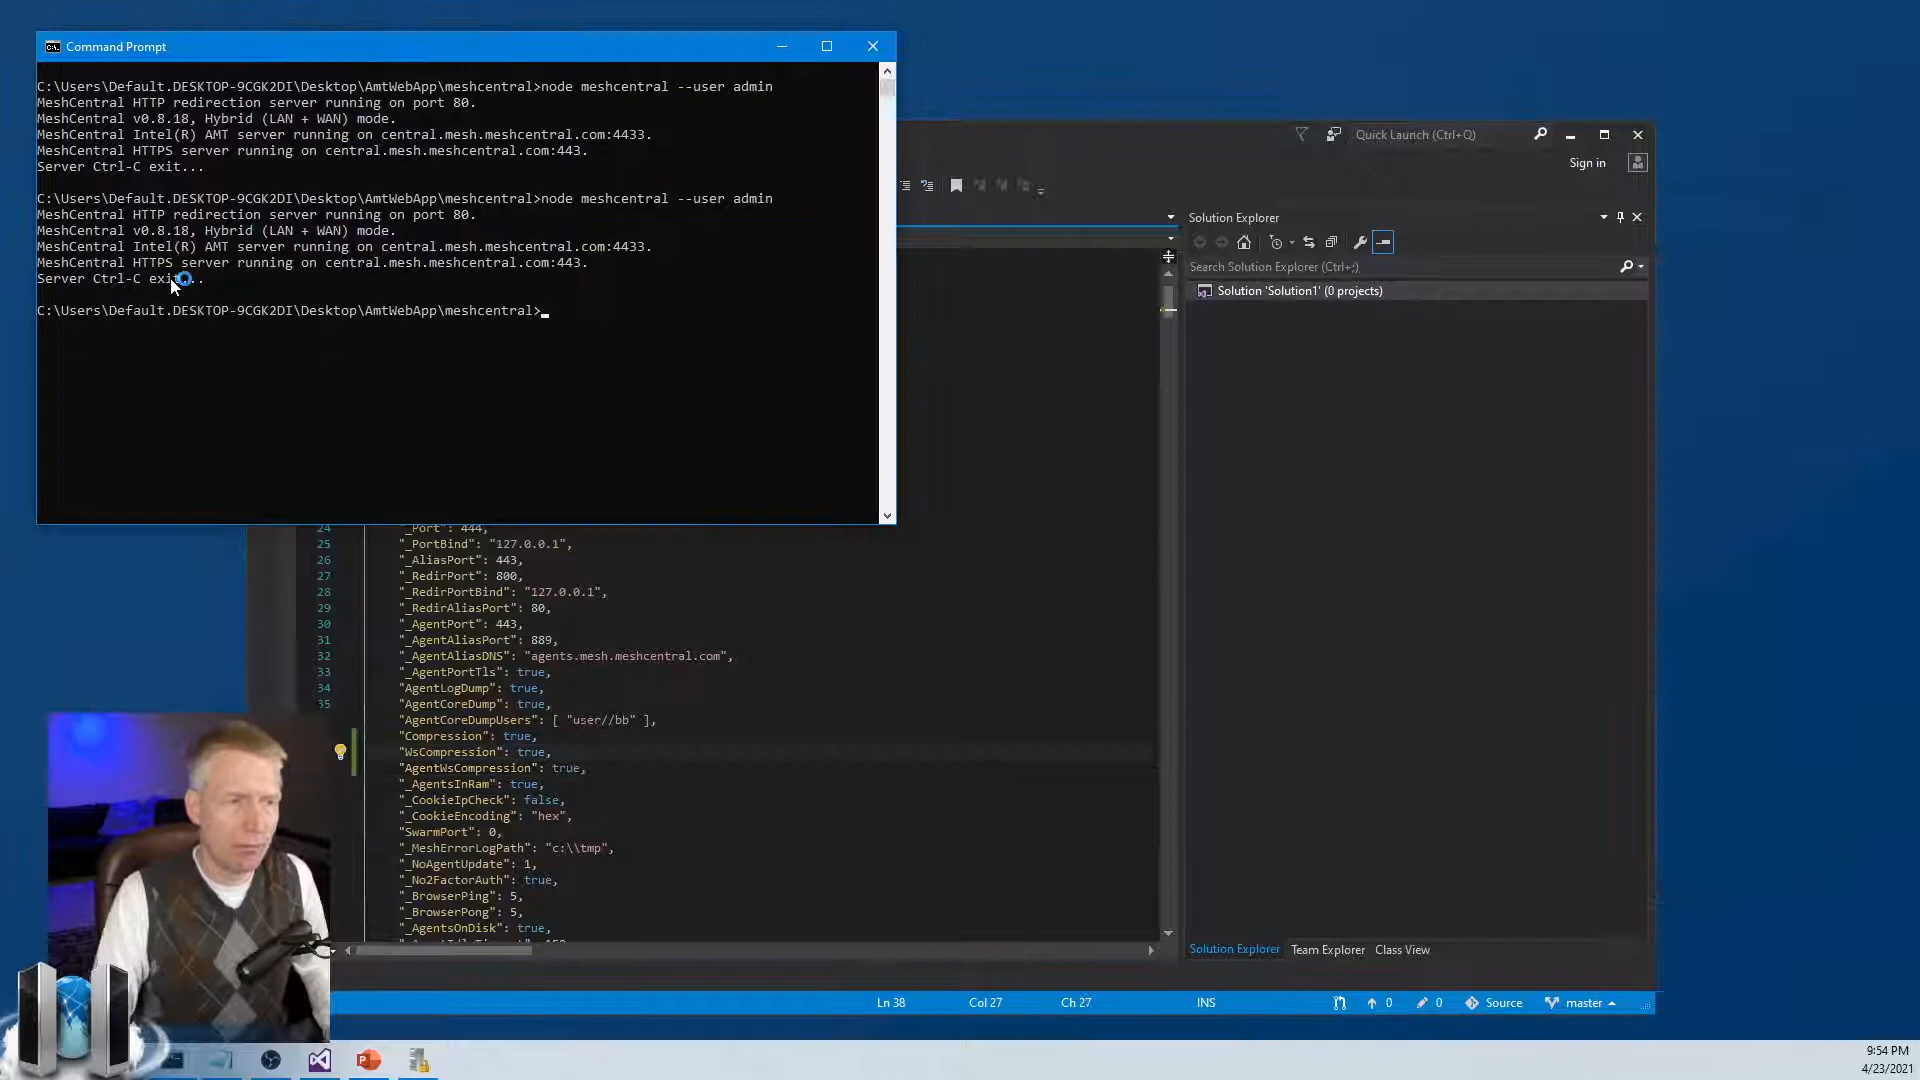 Command Prompt
C:\Users\Default.DESKTOP-9CGK2DI\Desktop\AmtWebApp\meshcentral>node meshcentral --user admin
MeshCentral HTTP redirection server running on port 80.
MeshCentral v0.8.18, Hybrid (LAN + WAN) mode.
MeshCentral Intel(R) AMT server running on central.mesh.meshcentral.com:4433.
MeshCentral HTTPS server running on central.mesh.meshcentral.com:443.
Server Ctrl-C exit...
C:\Users\Default.DESKTOP-9CGK2DI\Desktop\AmtWebApp\meshcentral>node meshcentral --user admin
MeshCentral HTTP redirection server running on port 80.
MeshCentral v0.8.18, Hybrid (LAN + WAN) mode.
MeshCentral Intel(R) AMT server running on central.mesh.meshcentral.com:4433.
MeshCentral HTTPS server running on central.mesh.meshcentral.com:443.
Server Ctrl-C exit...
C:\Users\Default.DESKTOP-9CGK2DI\Desktop\AmtWebApp\meshcentral>
Quick Launch (Ctrl+Q)
Sign in
Solution Explorer
Search Solution Explorer (Ctrl+;)
Solution 'Solution1' (0 projects)
24 "_Port": 444,
25 "_PortBind": "127.0.0.1",
26 "_AliasPort": 443,
27 "_RedirPort": 800,
28 "_RedirPortBind": "127.0.0.1",
29 "_RedirAliasPort": 80,
30 "_AgentPort": 443,
31 "_AgentAliasPort": 889,
32 "_AgentAliasDNS": "agents.mesh.meshcentral.com",
33 "_AgentPortTls": true,
34 "AgentLogDump": true,
35 "AgentCoreDump": true,
"AgentCoreDumpUsers": [ "user//bb" ],
"Compression": true,
"WsCompression": true,
"AgentWsCompression": true,
"_AgentsInRam": true,
"_CookieIpCheck": false,
"_CookieEncoding": "hex",
"SwarmPort": 0,
"_MeshErrorLogPath": "c:\\tmp",
"_NoAgentUpdate": 1,
"_No2FactorAuth": true,
"_BrowserPing": 5,
"_BrowserPong": 5,
"_AgentsOnDisk": true,
Solution Explorer Team Explorer Class View
Ln 38 Col 27 Ch 27 INS 0 0 Source master
9:54 PM
4/23/2021